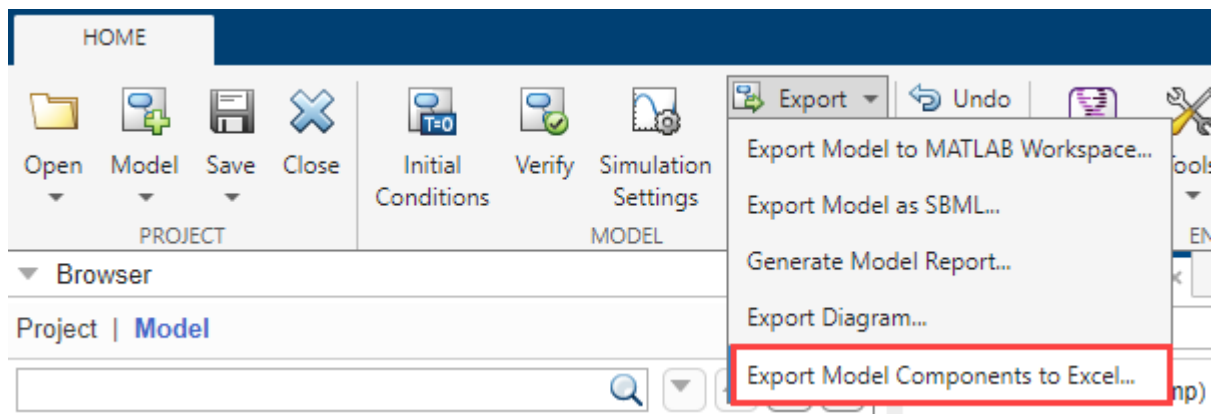 HOME
Export
Undo
Open
Model
Save
Close
Initial
Conditions
T=0
Verify
Simulation
Settings
PROJECT
MODEL
Export Model to MATLAB Workspace...
Export Model as SBML...
Generate Model Report...
Export Diagram...
Export Model Components to Excel...
Browser
Project | Model